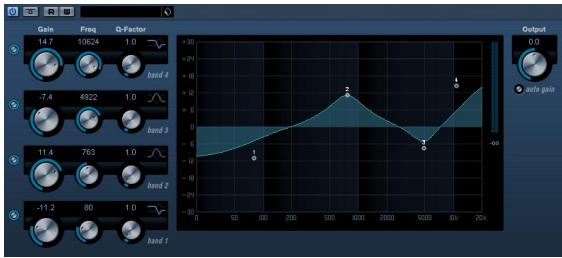 R W
Gain Freq Q-Factor
14.7 10624 1.0
band 4
-7.4 4922 1.0
band 3
11.4 763 1.0
band 2
-11.2 80 1.0
band 1
+30
+24
+18
+12
+6
0
-6
-12
-18
-24
-30
0 50 100 200 500 1000 2000 5000 10k 20k
1
2
3
4
-oo
Output
0.0
auto gain